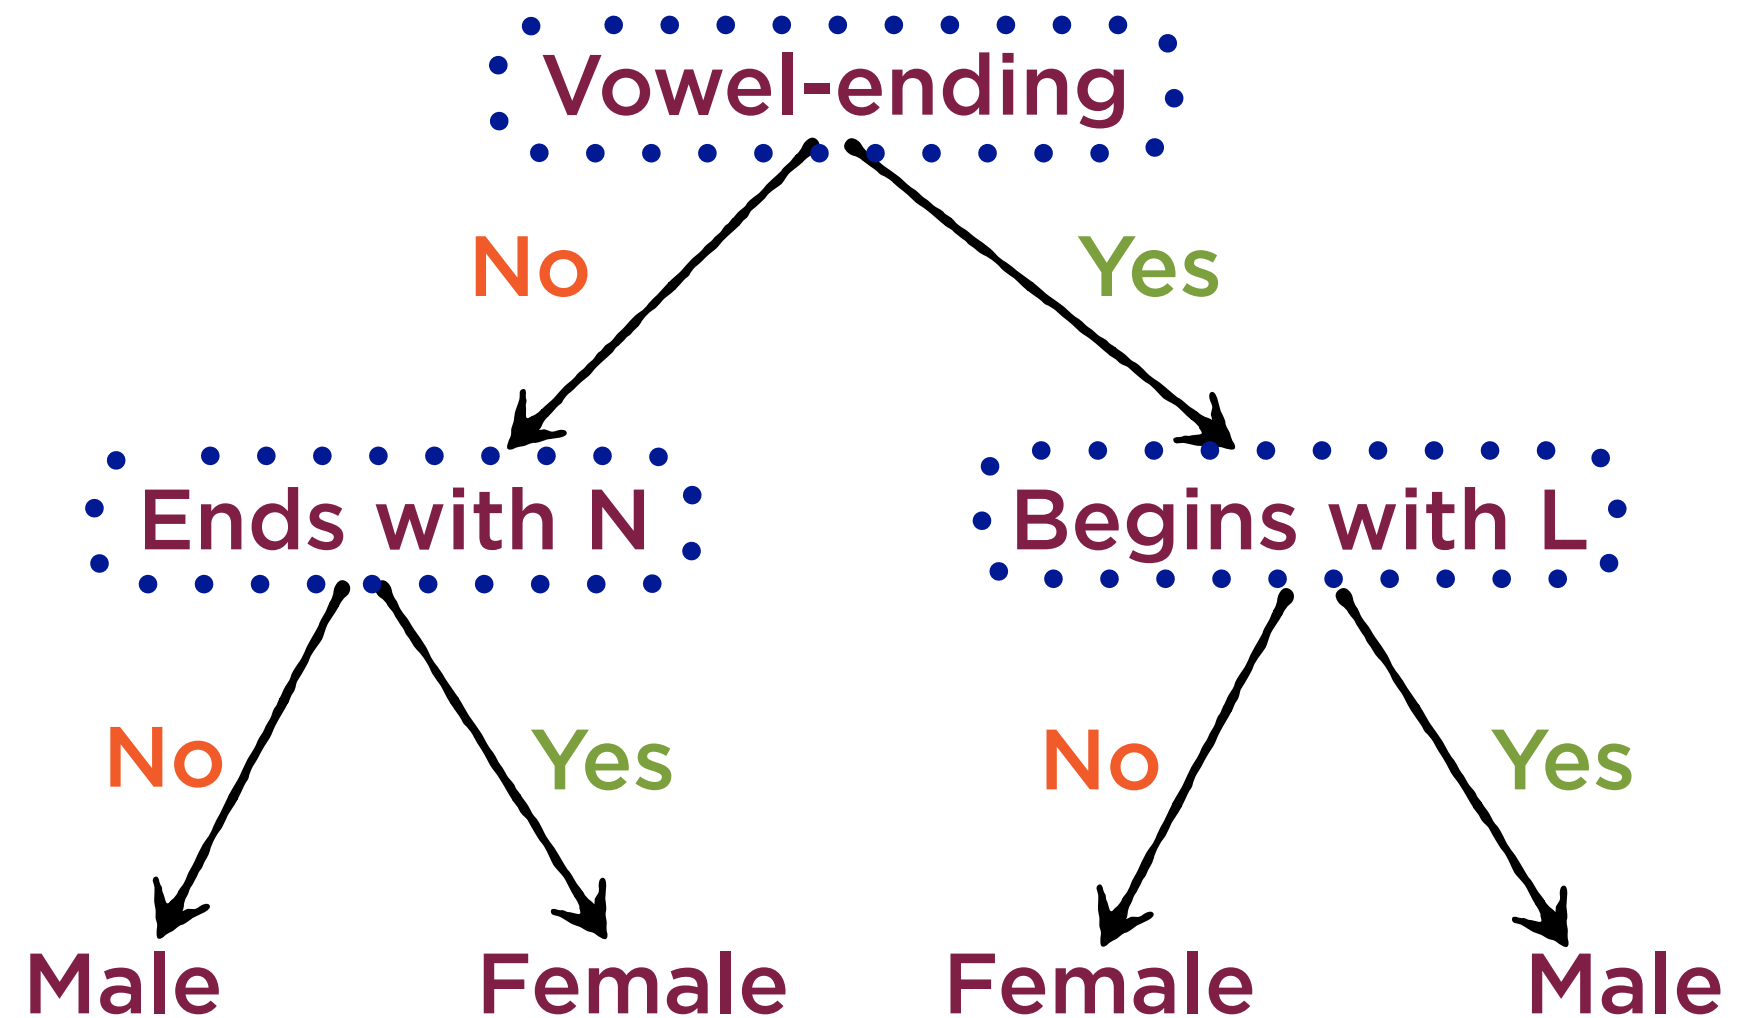 Vowel-ending
No
Yes
Ends with N
Begins with L
No
Yes
No
Yes
Male
Female
Female
Male